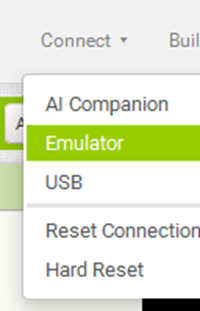 Connect ▾ Buil
A
AI Companion
Emulator
USB
Reset Connection
Hard Reset